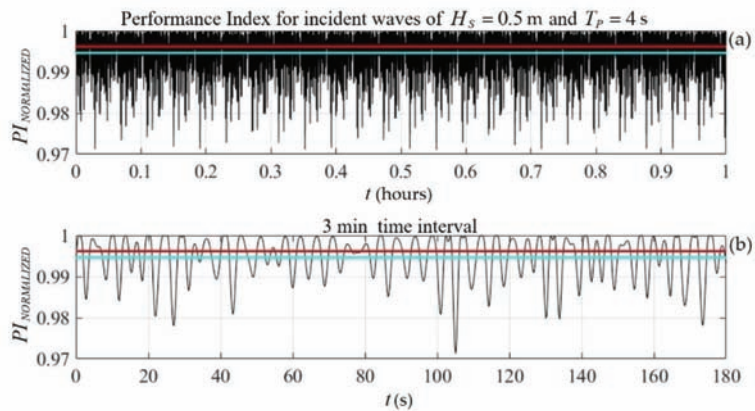 Performance Index for incident waves of H_S = 0.5 m and T_P = 4 s
(a)
1
0.99
0.98
0.97
PI_NORMALIZED
0 0.1 0.2 0.3 0.4 0.5 0.6 0.7 0.8 0.9 1
t (hours)
3 min time interval
(b)
1
0.99
0.98
0.97
PI_NORMALIZED
0 20 40 60 80 100 120 140 160 180
t (s)